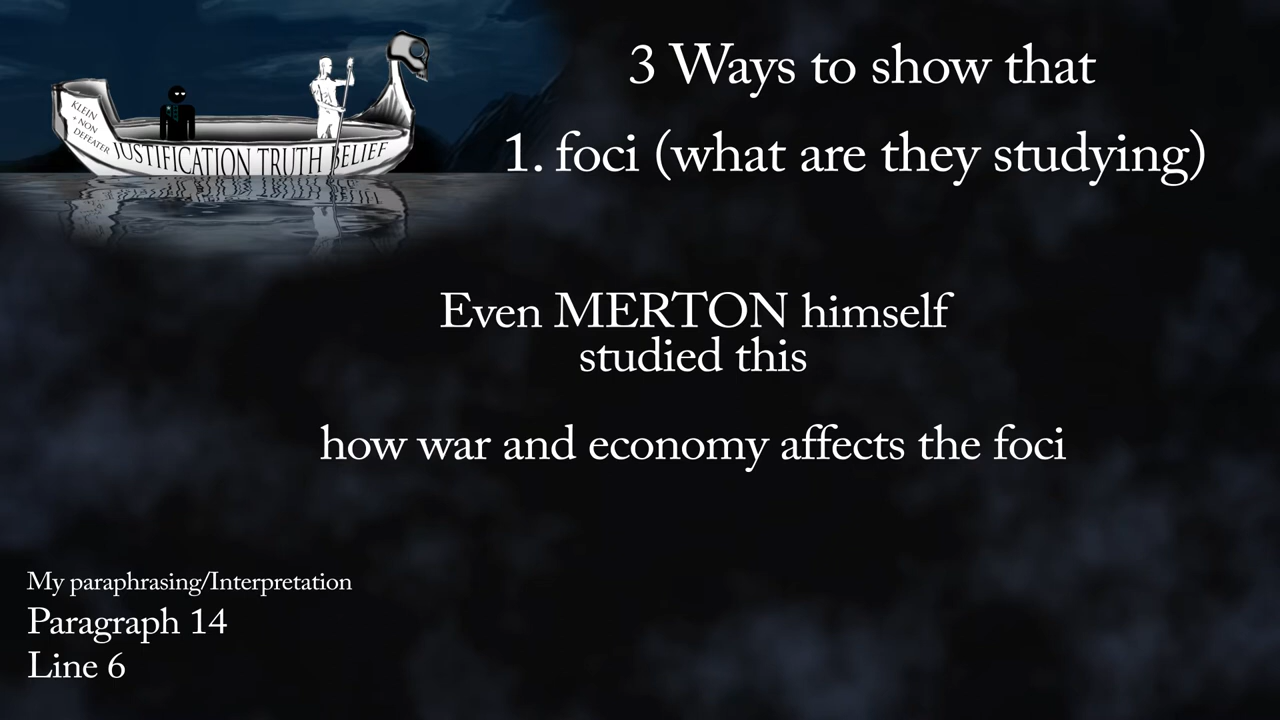 3 Ways to show that
1. foci (what are they studying)
KLEIN
+ NON
DEFEATER
JUSTIFICATION TRUTH BELIEF
Even MERTON himself
studied this
how war and economy affects the foci
My paraphrasing/Interpretation
Paragraph 14
Line 6